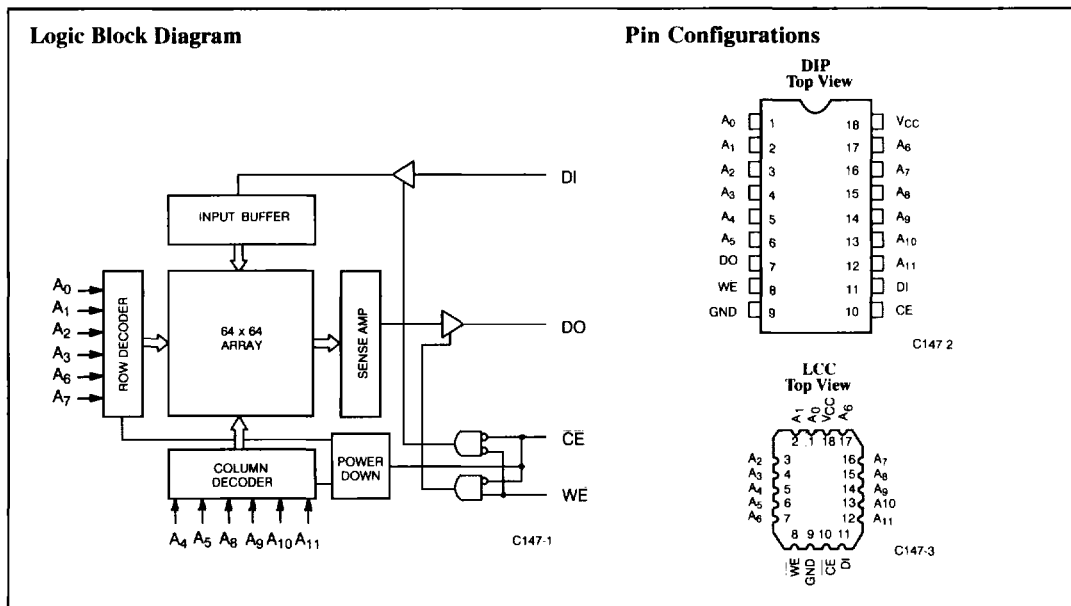 Logic Block Diagram
DI
INPUT BUFFER
A0
A1
A2
A3
A6
A7
ROW DECODER
64 x 64
ARRAY
SENSE AMP
DO
COLUMN
DECODER
POWER
DOWN
C̅E̅
W̅E̅
A4 A5 A8 A9 A10 A11
C147-1
Pin Configurations
DIP
Top View
A0 1 18 VCC
A1 2 17 A6
A2 3 16 A7
A3 4 15 A8
A4 5 14 A9
A5 6 13 A10
DO 7 12 A11
WE 8 11 DI
GND 9 10 CE
C147 2
LCC
Top View
A1 A0 VCC A6
2 1 18 17
A2 3 16 A7
A3 4 15 A8
A4 5 14 A9
A5 6 13 A10
A6 7 12 A11
8 9 10 11
W̅E̅ GND C̅E̅ DI
C147-3